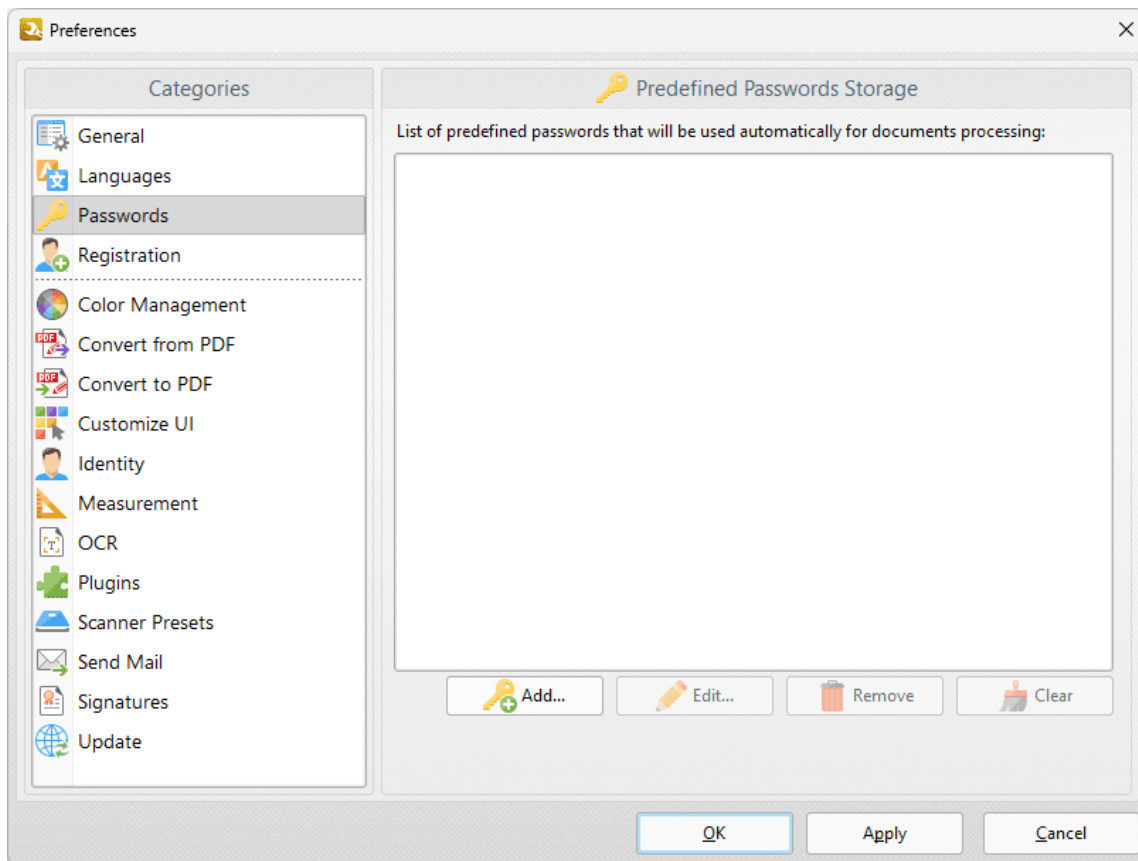 Preferences
Categories
General
Languages
Passwords
Registration
Color Management
Convert from PDF
Convert to PDF
Customize UI
Identity
Measurement
OCR
Plugins
Scanner Presets
Send Mail
Signatures
Update
Predefined Passwords Storage
List of predefined passwords that will be used automatically for documents processing:
Add... Edit... Remove Clear
OK Apply Cancel